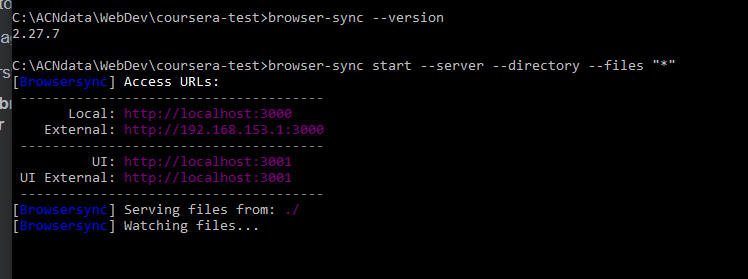 C:\ACNdata\WebDev\coursera-test>browser-sync --version
2.27.7
C:\ACNdata\WebDev\coursera-test>browser-sync start --server --directory --files "*"
[Browsersync] Access URLs:
--------------------------------------
Local: http://localhost:3000
External: http://192.168.153.1:3000
--------------------------------------
UI: http://localhost:3001
UI External: http://localhost:3001
--------------------------------------
[Browsersync] Serving files from: ./
[Browsersync] Watching files...